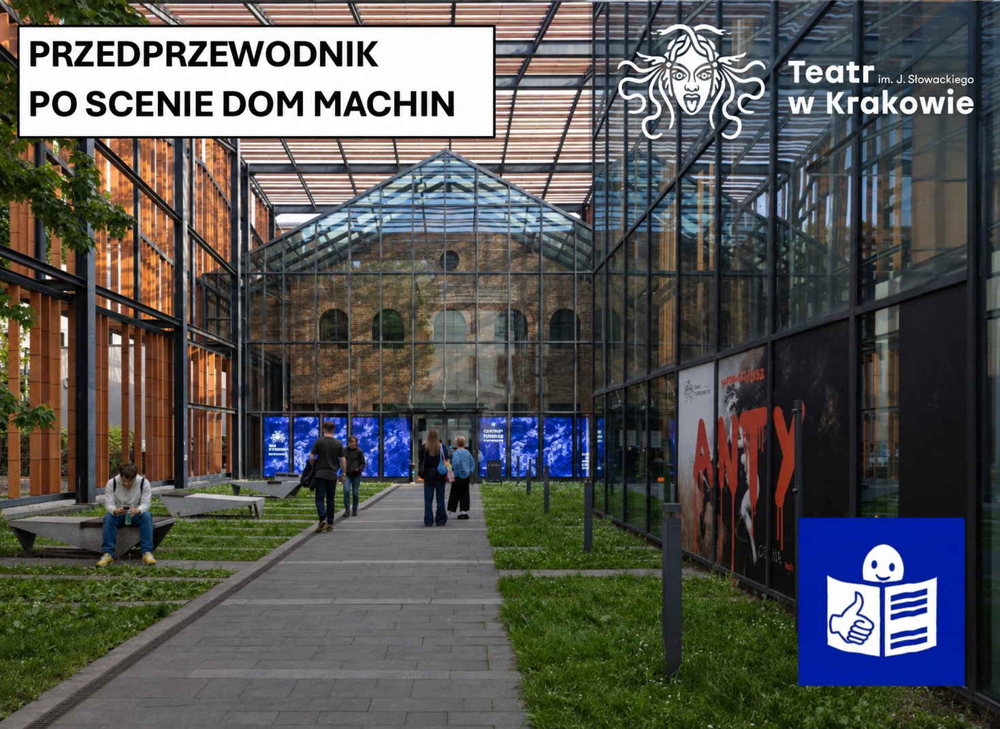 PRZEDPRZEWODNIK
PO SCENIE DOM MACHIN
Teatr im. J. Słowackiego
w Krakowie
ANTY